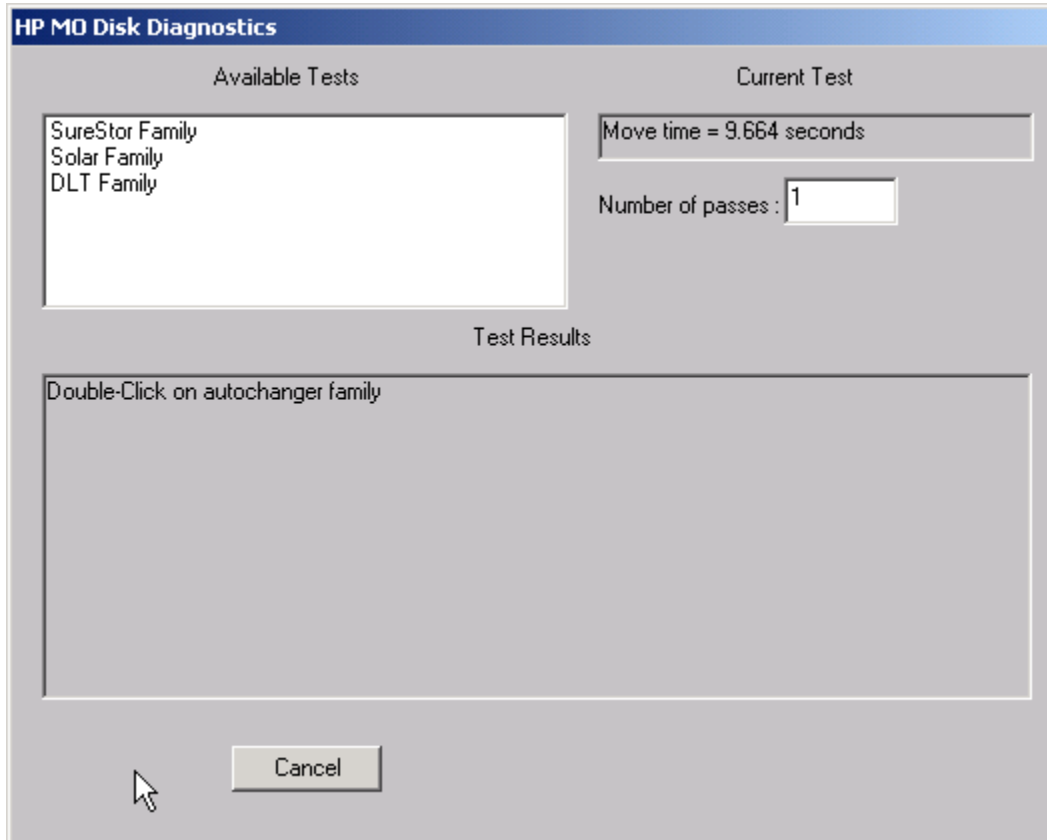 HP MO Disk Diagnostics
Available Tests
Current Test
SureStor Family
Solar Family
DLT Family
Move time = 9.664 seconds
Number of passes : 1
Test Results
Double-Click on autochanger family
Cancel